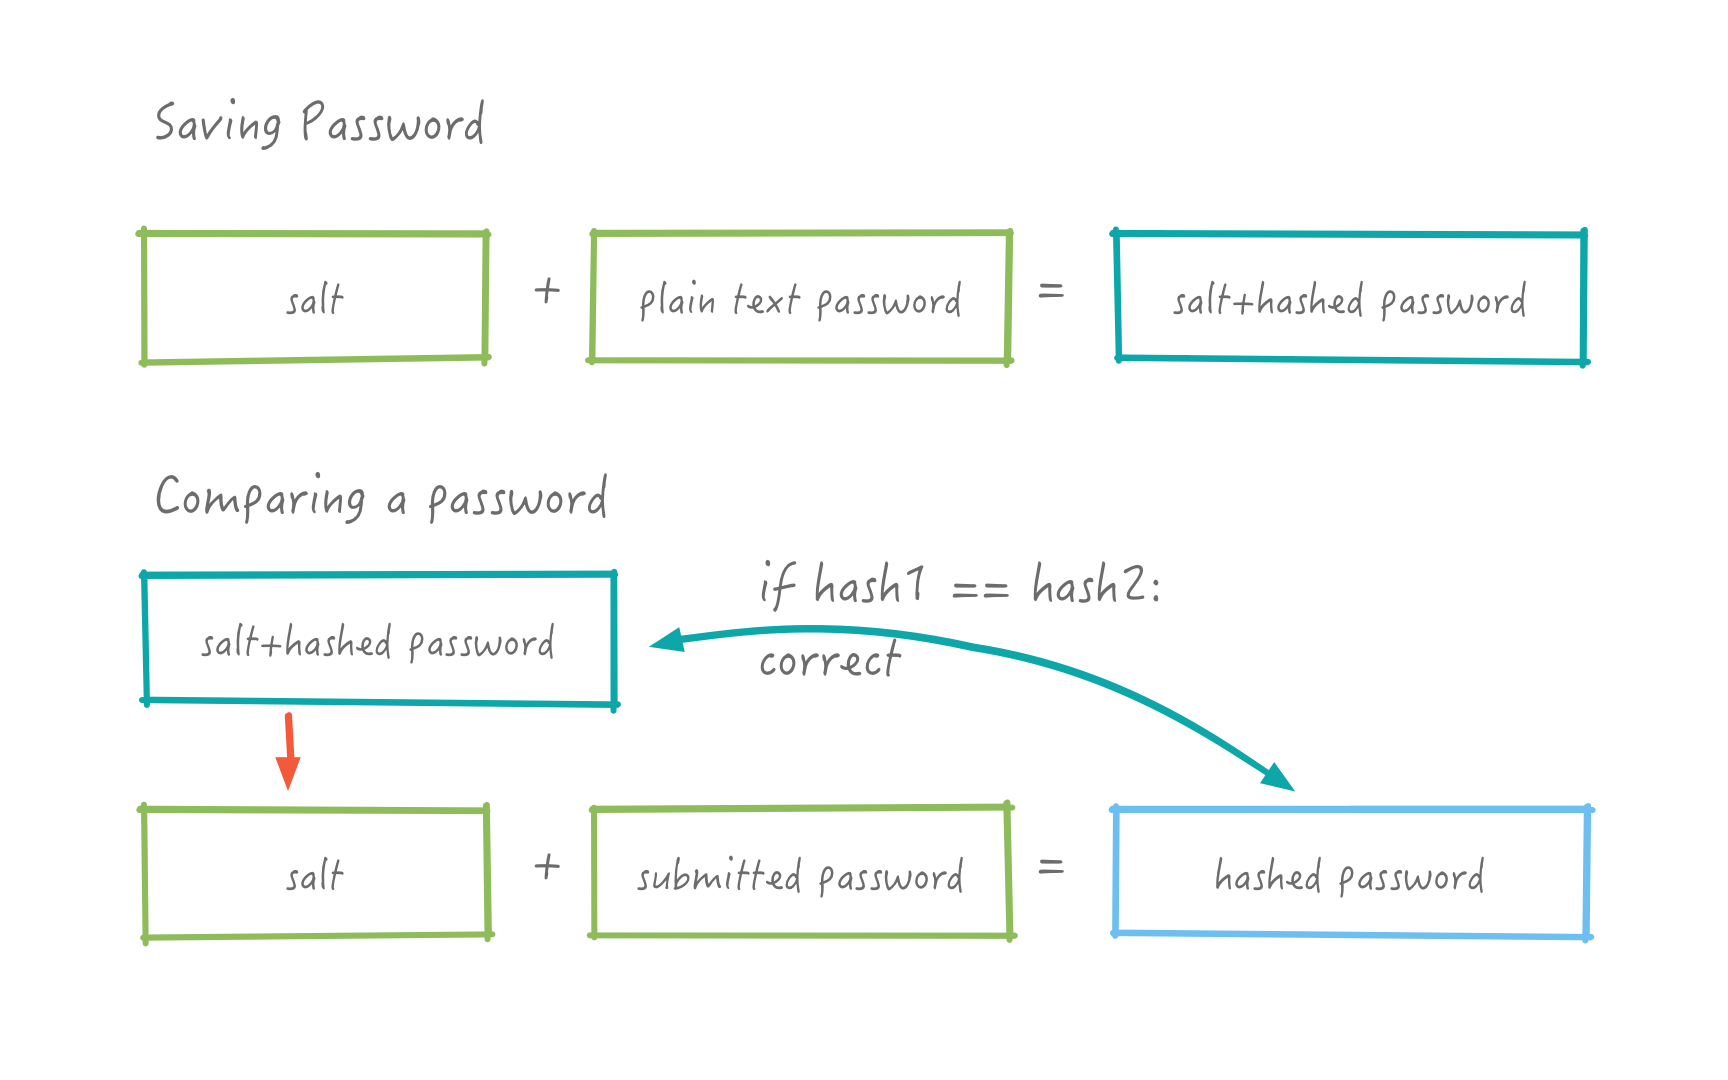 Saving Password
salt + plain text password = salt+hashed password
Comparing a password
if hash1 == hash2:
salt+hashed password
correct
salt + submitted password = hashed password